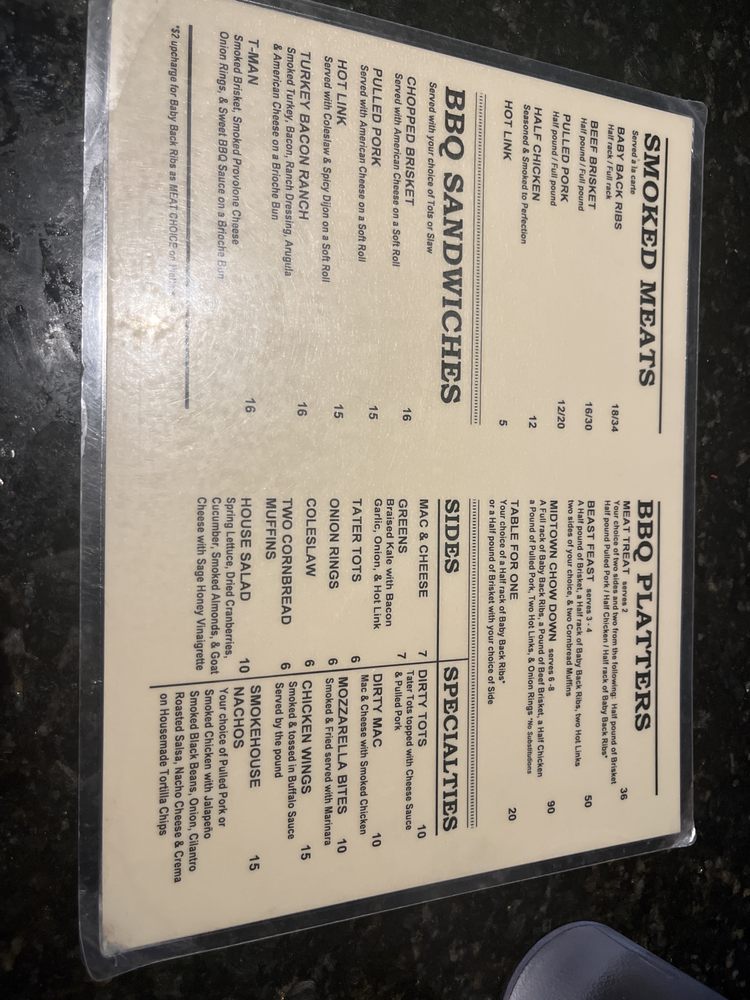 SMOKED MEATS
Served a la carte
BABY BACK RIBS
Half rack / Full rack 18/34
BEEF BRISKET
Half pound / Full pound 16/30
PULLED PORK
Half pound / Full pound 12/20
HALF CHICKEN
Seasoned & Smoked to Perfection 12
HOT LINK 5
BBQ SANDWICHES
Served with your choice of Tots or Slaw
CHOPPED BRISKET
Served with American Cheese on a Soft Roll 16
PULLED PORK
Served with American Cheese on a Soft Roll 15
HOT LINK
Served with Coleslaw & Spicy Dijon on a Soft Roll 15
TURKEY BACON RANCH
Smoked Turkey, Bacon, Ranch Dressing, Arugula
& American Cheese on a Brioche Bun 16
T-MAN
Smoked Brisket, Smoked Provolone Cheese
Onion Rings, & Sweet BBQ Sauce on a Brioche Bun 16
*$2 upcharge for Baby Back Ribs as MEAT CHOICE on
BBQ PLATTERS
MEAT TREAT serves 2 36
Your choice of two sides and two from the following: Half pound of Brisket
Half pound Pulled Pork / Half Chicken / Half rack of Baby Back Ribs*
BEAST FEAST serves 3 - 4 50
A Half pound of Brisket, a Half rack of Baby Back Ribs, two Hot Links
two sides of your choice, & two Cornbread Muffins
MIDTOWN CHOW DOWN serves 6 -8 90
A Full rack of Baby Back Ribs, a Pound of Beef Brisket, a Half Chicken
a Pound of Pulled Pork, Two Hot Links, & Onion Rings *No Substitutions
TABLE FOR ONE 20
Your choice of a Half rack of Baby Back Ribs*
or a Half pound of Brisket with your choice of Side
SIDES
MAC & CHEESE 7
GREENS
Braised Kale with Bacon
Garlic, Onion, & Hot Link 7
TATER TOTS 6
ONION RINGS 6
COLESLAW 6
TWO CORNBREAD
MUFFINS 6
HOUSE SALAD 10
Spring Lettuce, Dried Cranberries,
Cucumber, Smoked Almonds, & Goat
Cheese with Sage Honey Vinaigrette
SPECIALTIES
DIRTY TOTS 10
Tater Tots topped with Cheese Sauce
& Pulled Pork
DIRTY MAC 10
Mac & Cheese with Smoked Chicken
MOZZARELLA BITES 10
Smoked & Fried served with Marinara
CHICKEN WINGS 15
Smoked & tossed in Buffalo Sauce
Served by the pound
SMOKEHOUSE
NACHOS 15
Your choice of Pulled Pork or
Smoked Chicken with Jalapeño
Smoked Black Beans, Onion, Cilantro
Roasted Salsa, Nacho Cheese & Crema
on Housemade Tortilla Chips